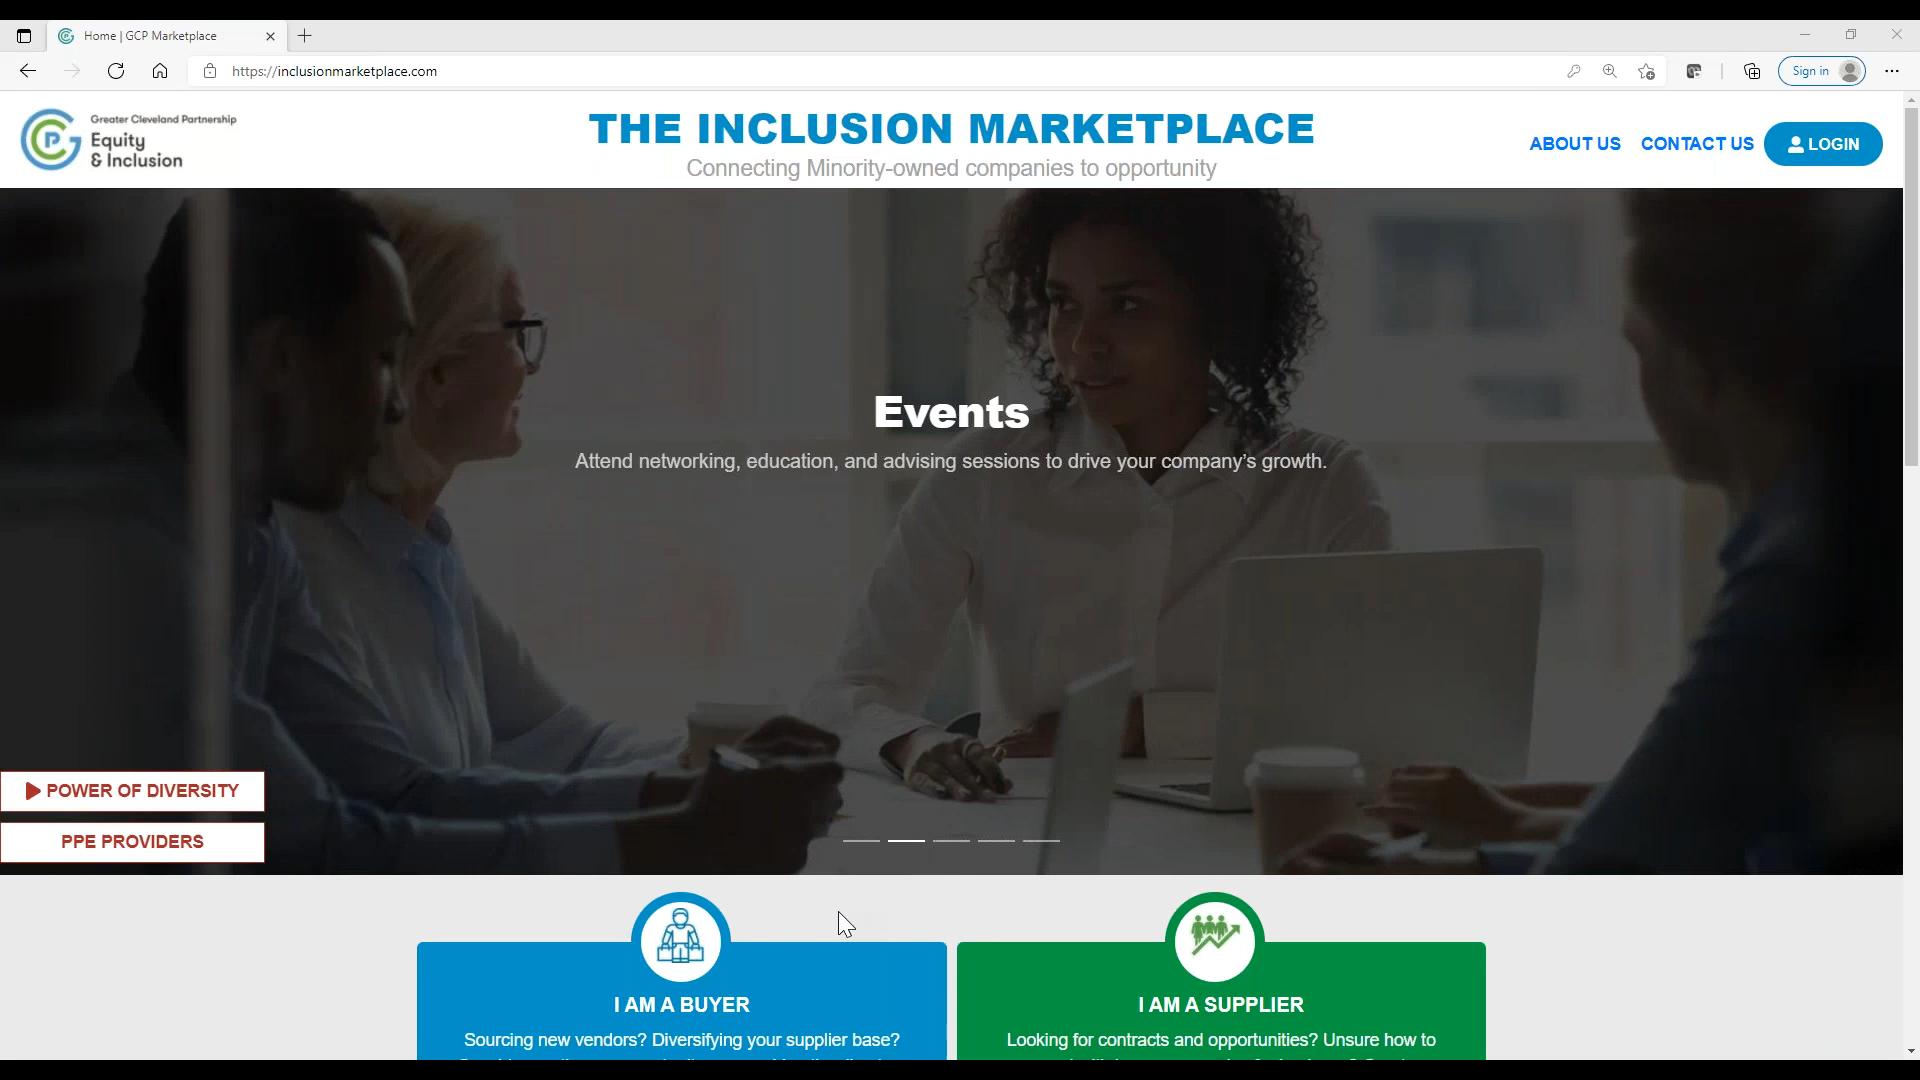 Home | GCP Marketplace
https://inclusionmarketplace.com
Sign in
Greater Cleveland Partnership
Equity
& Inclusion
THE INCLUSION MARKETPLACE
Connecting Minority-owned companies to opportunity
ABOUT US
CONTACT US
LOGIN
Events
Attend networking, education, and advising sessions to drive your company's growth.
POWER OF DIVERSITY
PPE PROVIDERS
I AM A BUYER
Sourcing new vendors? Diversifying your supplier base?
I AM A SUPPLIER
Looking for contracts and opportunities? Unsure how to